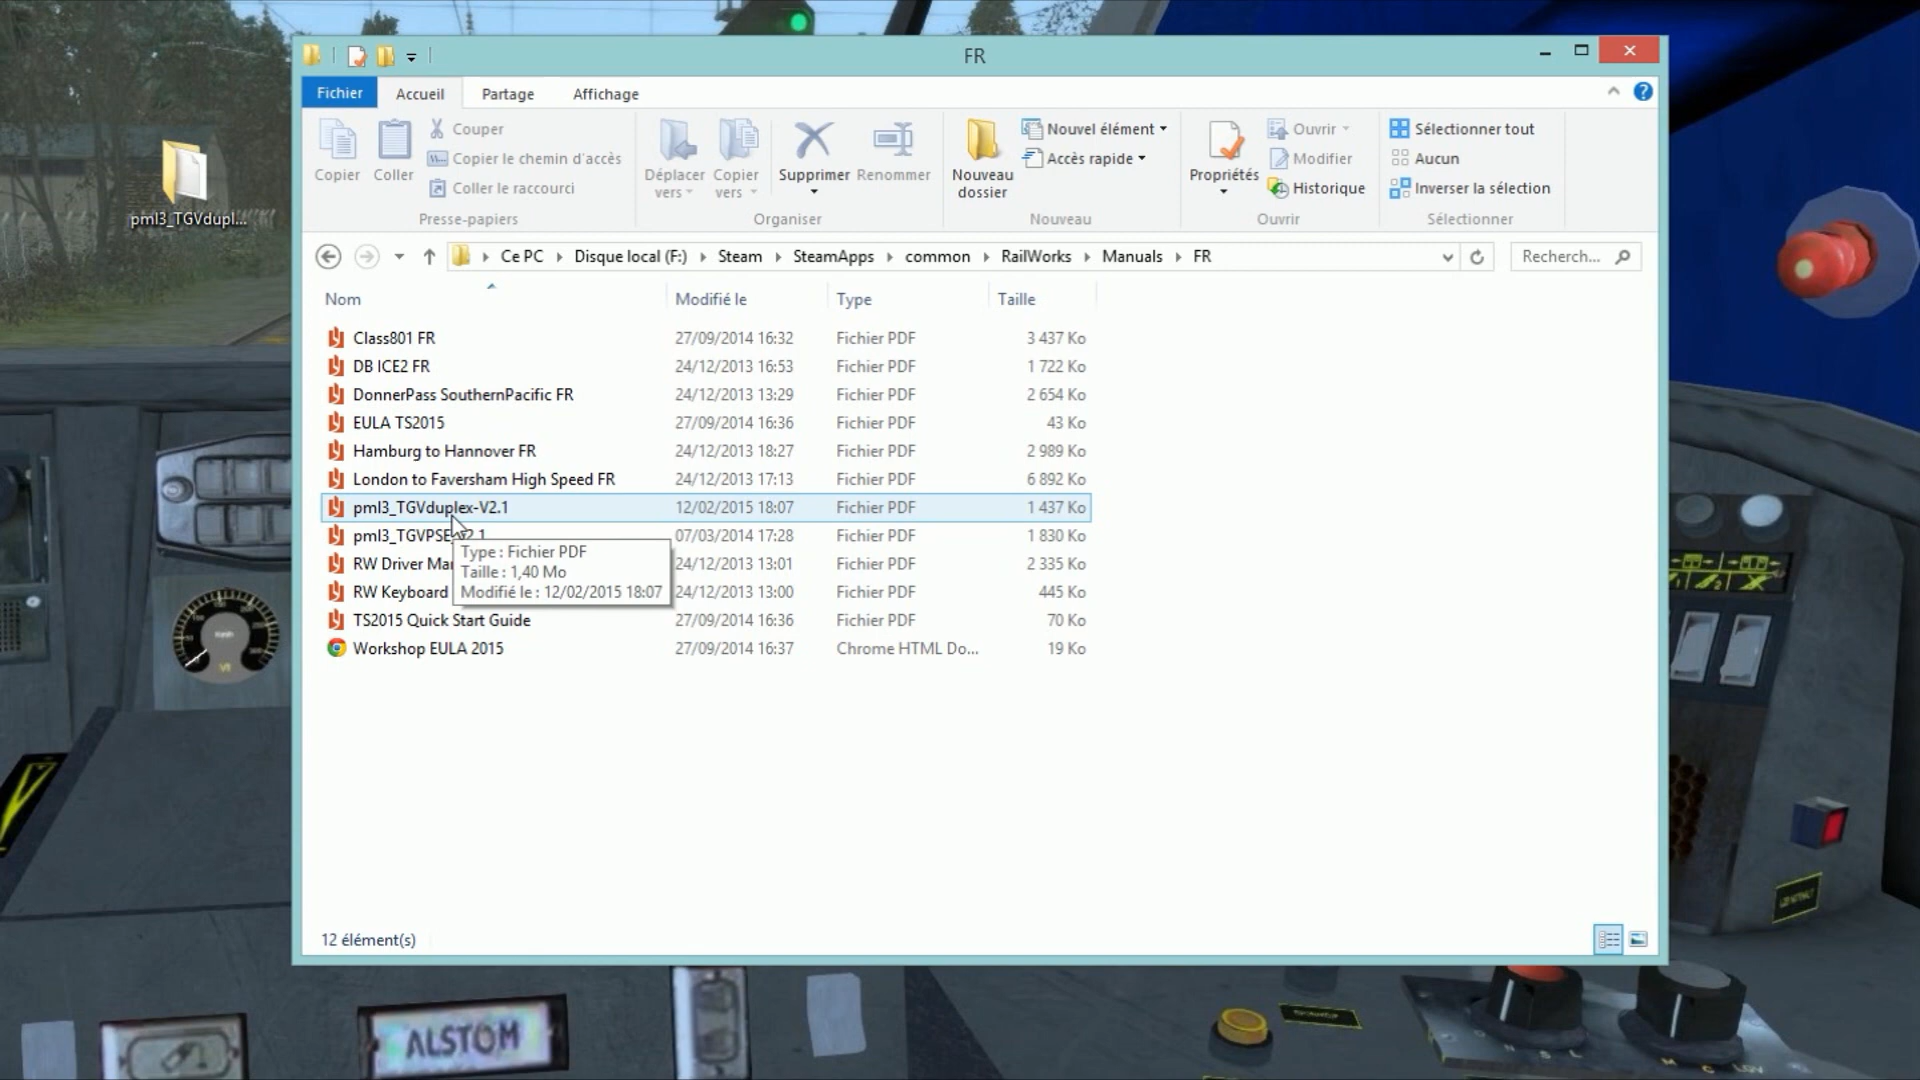 FR
Fichier
Accueil
Partage
Affichage
Copier
Coller
Couper
Copier le chemin d'accès
Coller le raccourci
Presse-papiers
Déplacer vers
Copier vers
Supprimer
Renommer
Organiser
Nouveau dossier
Nouvel élément
Accès rapide
Nouveau
Propriétés
Ouvrir
Modifier
Historique
Ouvrir
Sélectionner tout
Aucun
Inverser la sélection
Sélectionner
pml3_TGVdupl...
Ce PC Disque local (F:) Steam SteamApps common RailWorks Manuals FR
Recherch...
Nom Modifié le Type Taille
Class801 FR 27/09/2014 16:32 Fichier PDF 3 437 Ko
DB ICE2 FR 24/12/2013 16:53 Fichier PDF 1 722 Ko
DonnerPass SouthernPacific FR 24/12/2013 13:29 Fichier PDF 2 654 Ko
EULA TS2015 27/09/2014 16:36 Fichier PDF 43 Ko
Hamburg to Hannover FR 24/12/2013 18:27 Fichier PDF 2 989 Ko
London to Faversham High Speed FR 24/12/2013 17:13 Fichier PDF 6 892 Ko
pml3_TGVduplex-V2.1 12/02/2015 18:07 Fichier PDF 1 437 Ko
pml3_TGVPSE 07/03/2014 17:28 Fichier PDF 1 830 Ko
RW Driver 24/12/2013 13:01 Fichier PDF 2 335 Ko
RW Keyboard 24/12/2013 13:00 Fichier PDF 445 Ko
TS2015 Quick Start Guide 27/09/2014 16:36 Fichier PDF 70 Ko
Workshop EULA 2015 27/09/2014 16:37 Chrome HTML Do... 19 Ko
Type : Fichier PDF
Taille : 1,40 Mo
Modifié le : 12/02/2015 18:07
12 élément(s)
ALSTOM